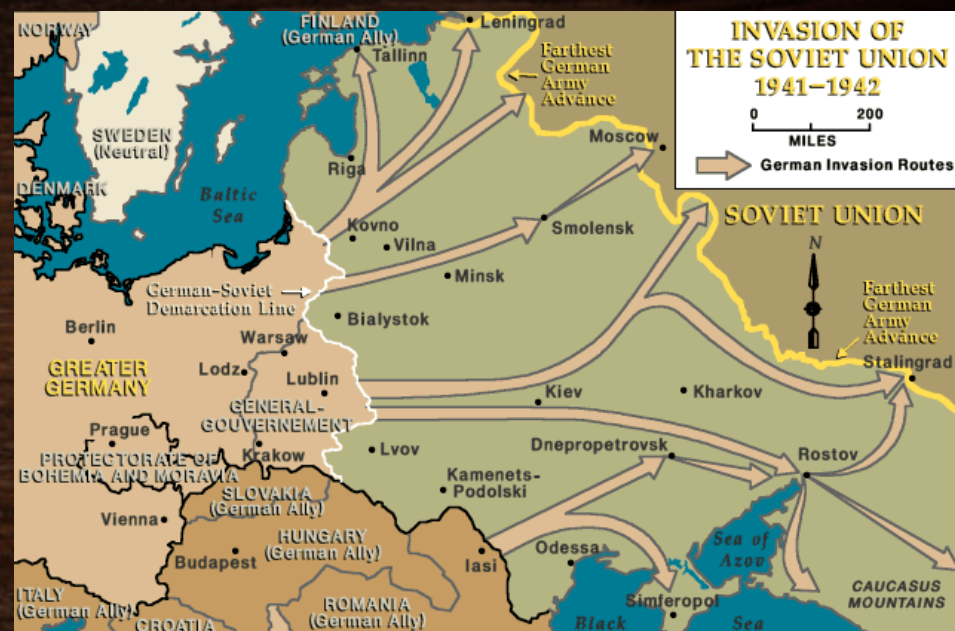 NORWAY
FINLAND
(German Ally)
Leningrad
Tallinn
Farthest
German
Army
Advance
INVASION OF
THE SOVIET UNION
1941–1942
0 200
MILES
German Invasion Routes
SWEDEN
(Neutral)
Moscow
Riga
DENMARK
Baltic
Sea
Kovno
Vilna
Smolensk
SOVIET UNION
N
Minsk
German-Soviet
Demarcation Line
Bialystok
Farthest
German
Army
Advance
Berlin
Warsaw
Stalingrad
GREATER
GERMANY
Lodz
Lublin
Kiev
Kharkov
GENERAL-
GOUVERNEMENT
Prague
Krakow
Lvov
Dnepropetrovsk
Rostov
PROTECTORATE OF
BOHEMIA AND MORAVIA
Kamenets-
Podolski
SLOVAKIA
(German Ally)
Vienna
HUNGARY
(German Ally)
Budapest
Iasi
Odessa
Sea of
Azov
CAUCASUS
MOUNTAINS
ITALY
(German Ally)
CROATIA
ROMANIA
(German Ally)
Simferopol
Black
Sea